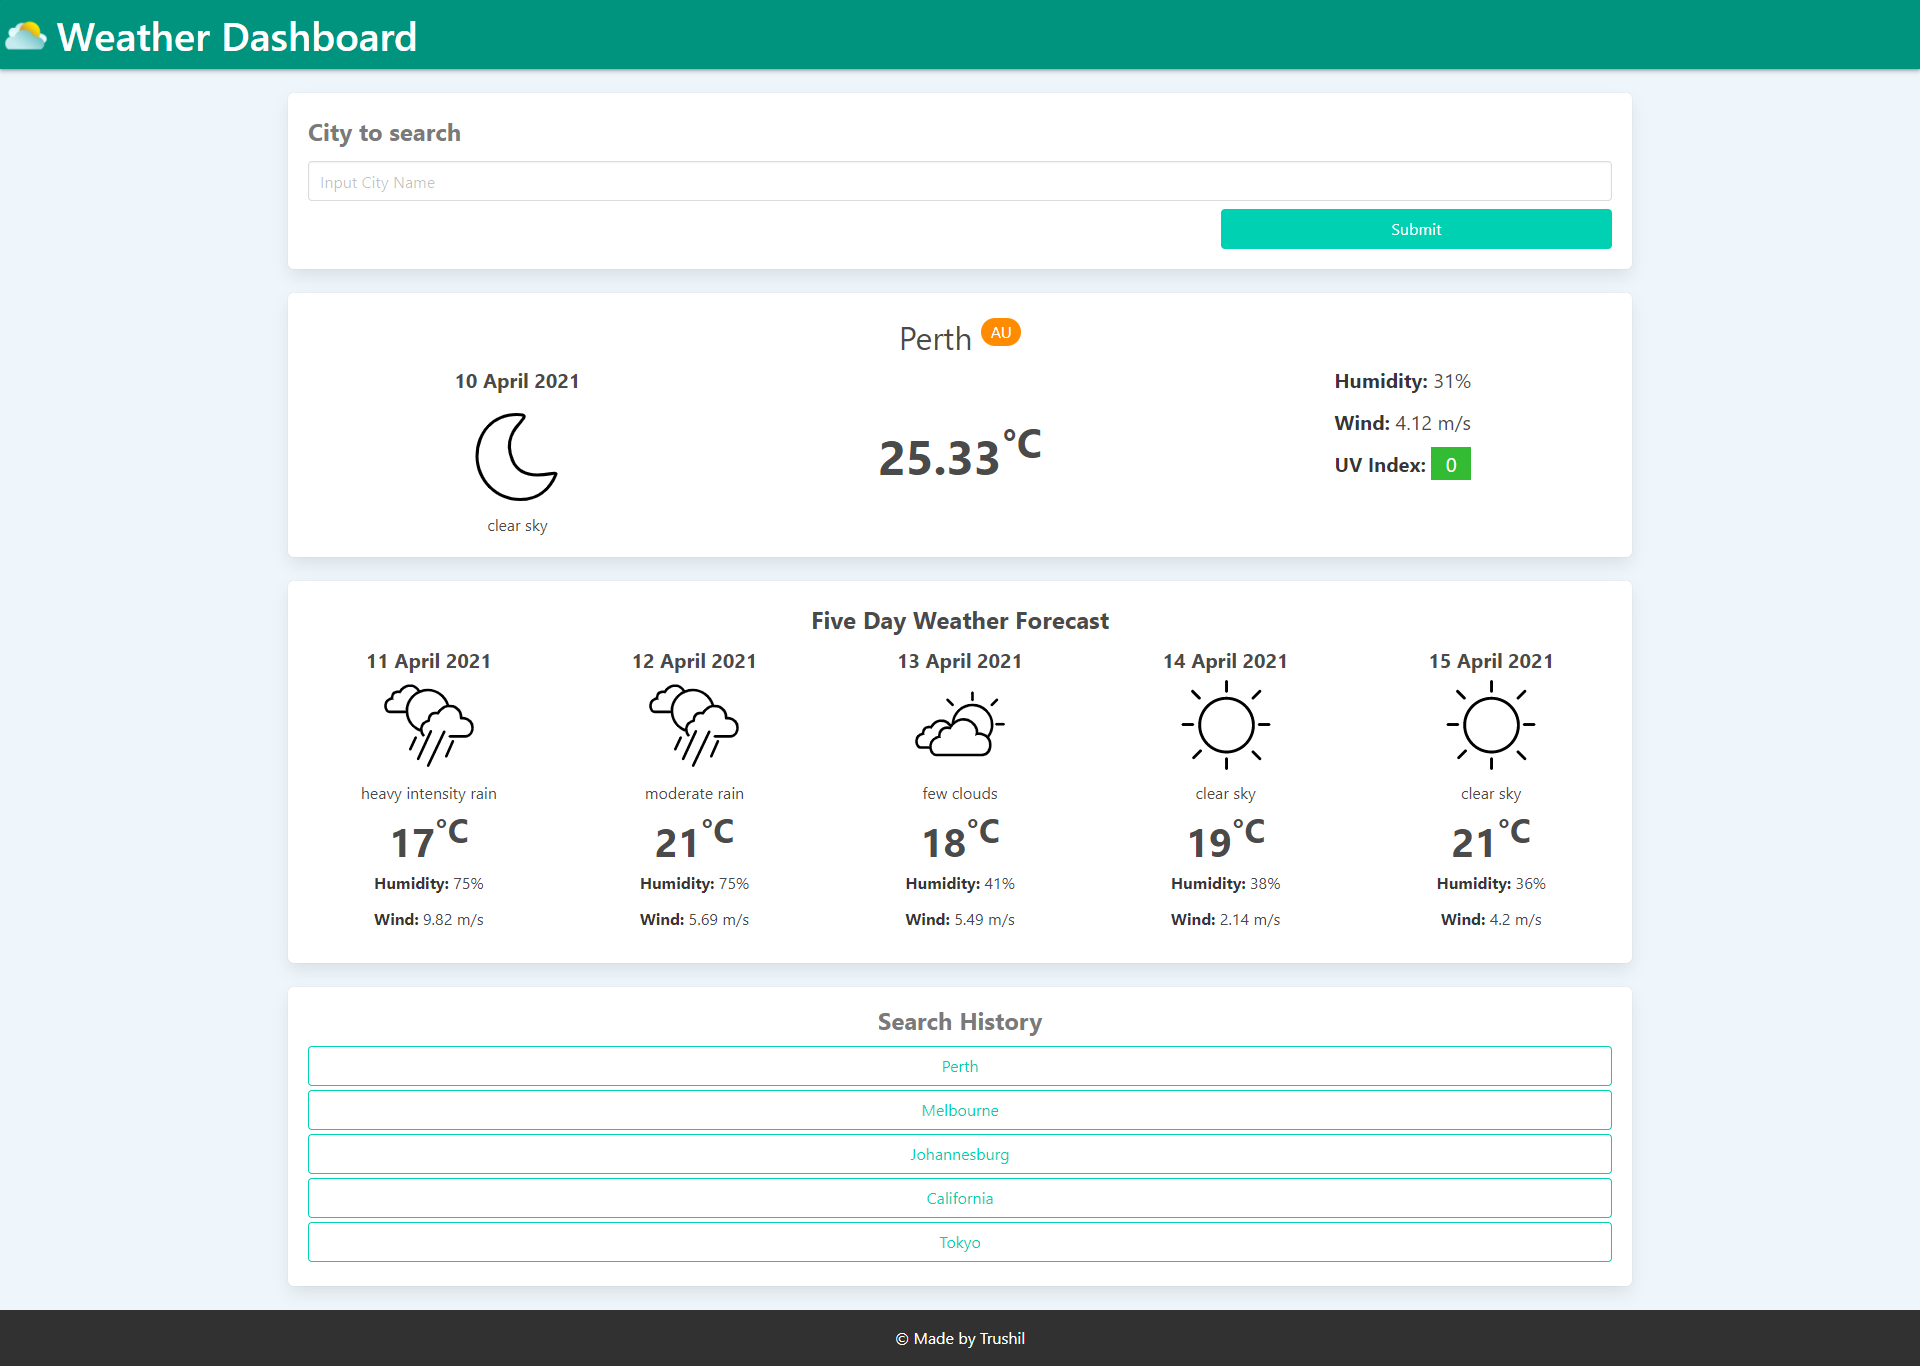 Weather Dashboard
City to search
Input City Name
Submit
Perth AU
10 April 2021
clear sky
25.33°C
Humidity: 31%
Wind: 4.12 m/s
UV Index: 0
Five Day Weather Forecast
11 April 2021
heavy intensity rain
17°C
Humidity: 75%
Wind: 9.82 m/s
12 April 2021
moderate rain
21°C
Humidity: 75%
Wind: 5.69 m/s
13 April 2021
few clouds
18°C
Humidity: 41%
Wind: 5.49 m/s
14 April 2021
clear sky
19°C
Humidity: 38%
Wind: 2.14 m/s
15 April 2021
clear sky
21°C
Humidity: 36%
Wind: 4.2 m/s
Search History
Perth
Melbourne
Johannesburg
California
Tokyo
© Made by Trushil